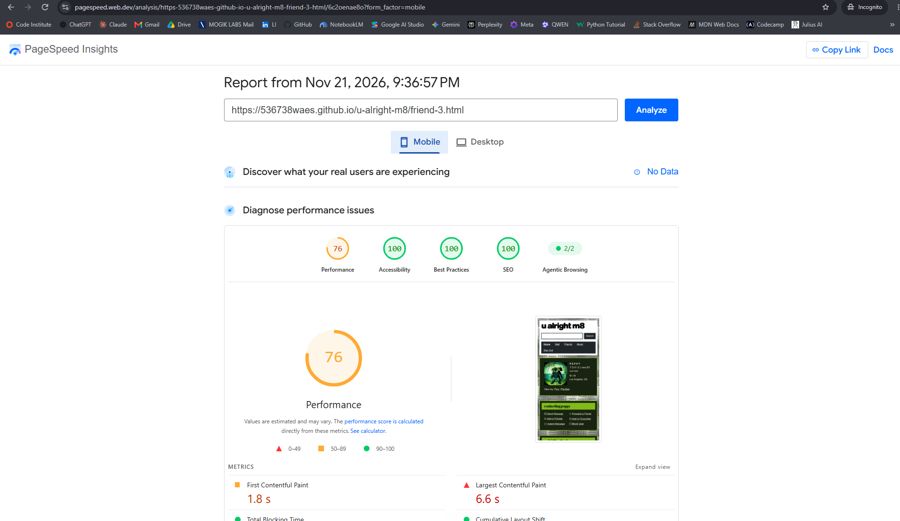 pagespeed.web.dev/analysis/https-536738waes-github-io-u-alright-m8-friend-3-html/6c2oenae8o?form_factor=mobile
Incognito
Code Institute ChatGPT Claude Gmail Drive MOGIK LABS Mail LI GitHub NotebookLM Google AI Studio Gemini Perplexity Meta QWEN Python Tutorial Stack Overflow MDN Web Docs Codecamp Julius AI »
PageSpeed Insights
Copy Link Docs
Report from Nov 21, 2026, 9:36:57 PM
https://536738waes.github.io/u-alright-m8/friend-3.html
Analyze
Mobile Desktop
Discover what your real users are experiencing
No Data
Diagnose performance issues
76 100 100 100 2/2
Performance Accessibility Best Practices SEO Agentic Browsing
u alright m8
76
Performance
Values are estimated and may vary. The performance score is calculated
directly from these metrics. See calculator.
0–49 50–89 90–100
METRICS
Expand view
First Contentful Paint
1.8 s
Largest Contentful Paint
6.6 s
Total Blocking Time
Cumulative Layout Shift